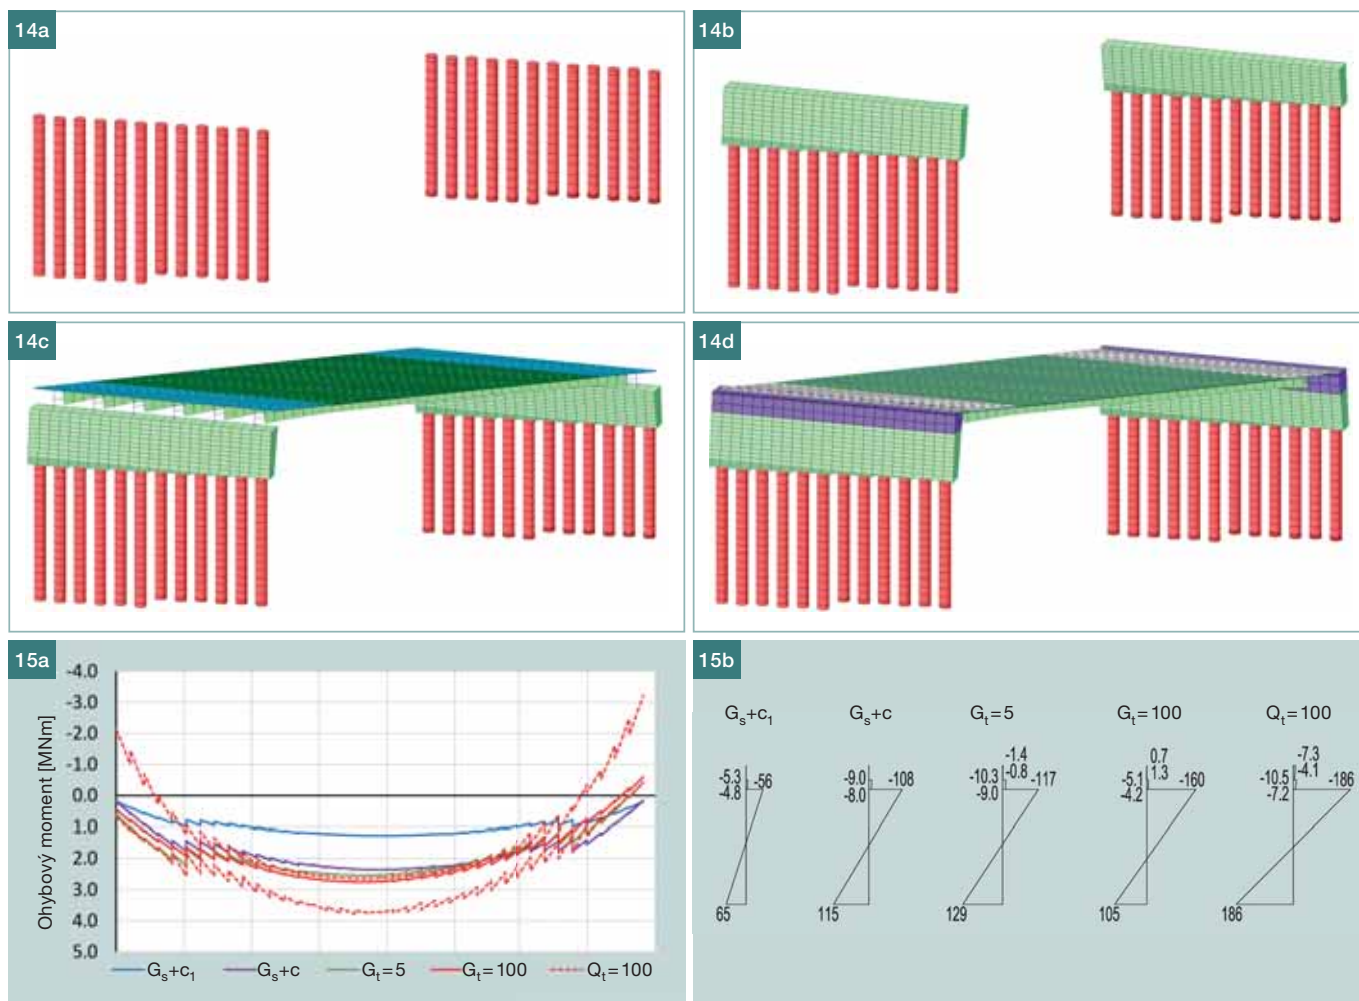 14a
14b
14c
14d
15a
-4.0
-3.0
-2.0
-1.0
0.0
1.0
2.0
3.0
4.0
5.0
Ohybový moment [MNm]
Gs+c1
Gs+c
Gt=5
Gt=100
Qt=100
15b
Gs+c1
Gs+c
Gt=5
Gt=100
Qt=100
-5.3
-4.8
-56
65
-9.0
-8.0
-108
115
-1.4
-0.8
-10.3
-9.0
-117
129
0.7
1.3
-5.1
-4.2
-160
105
-7.3
-4.1
-10.5
-7.2
-186
186